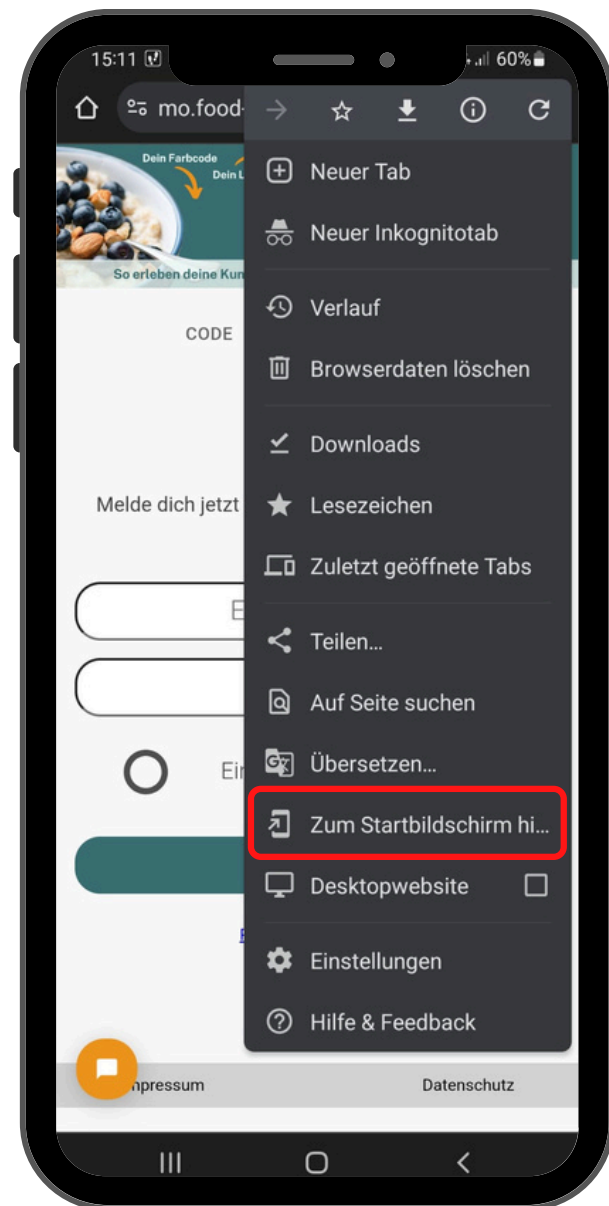 15:11
60%
mo.food-
Dein Farbcode
Dein L
So erleben deine Kun
CODE
Melde dich jetzt
E
Ein
Impressum
Datenschutz
Neuer Tab
Neuer Inkognitotab
Verlauf
Browserdaten löschen
Downloads
Lesezeichen
Zuletzt geöffnete Tabs
Teilen...
Auf Seite suchen
Übersetzen...
Zum Startbildschirm hi...
Desktopwebsite
Einstellungen
Hilfe & Feedback